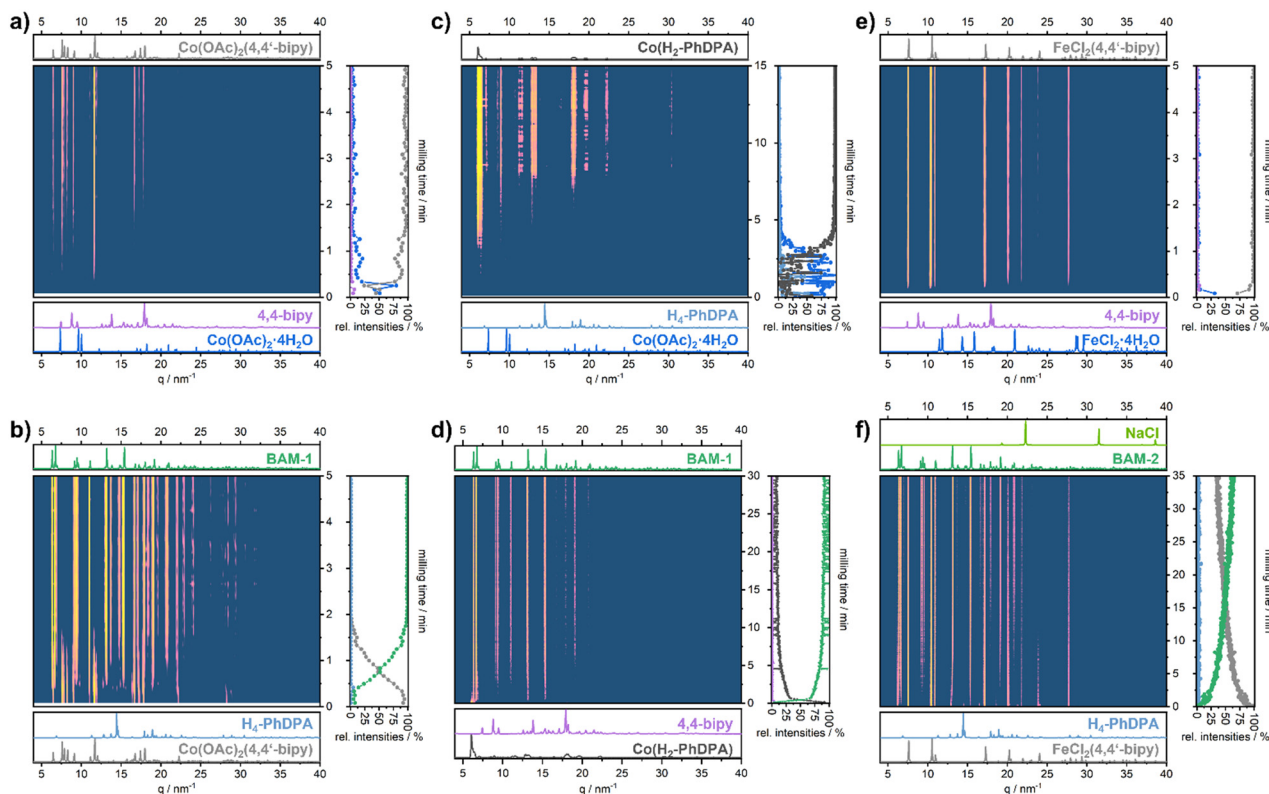 a)
5 10 15 20 25 30 35 40
Co(OAc)₂(4,4‘-bipy)
5
4
3
2
1
0
milling time / min
0 25 50 75 100
rel. intensities / %
4,4-bipy
Co(OAc)₂·4H₂O
5 10 15 20 25 30 35 40
q / nm⁻¹
c)
5 10 15 20 25 30 35 40
Co(H₂-PhDPA)
15
10
5
0
milling time / min
0 25 50 75 100
rel. intensities / %
H₄-PhDPA
Co(OAc)₂·4H₂O
5 10 15 20 25 30 35 40
q / nm⁻¹
e)
5 10 15 20 25 30 35 40
FeCl₂(4,4‘-bipy)
5
4
3
2
1
0
milling time / min
0 25 50 75 100
rel. intensities / %
4,4-bipy
FeCl₂·4H₂O
5 10 15 20 25 30 35 40
q / nm⁻¹
b)
5 10 15 20 25 30 35 40
BAM-1
5
4
3
2
1
0
milling time / min
0 25 50 75 100
rel. intensities / %
H₄-PhDPA
Co(OAc)₂(4,4‘-bipy)
5 10 15 20 25 30 35 40
q / nm⁻¹
d)
5 10 15 20 25 30 35 40
BAM-1
30
25
20
15
10
5
0
milling time / min
0 25 50 75 100
rel. intensities / %
4,4-bipy
Co(H₂-PhDPA)
5 10 15 20 25 30 35 40
q / nm⁻¹
f)
5 10 15 20 25 30 35 40
NaCl
BAM-2
35
30
25
20
15
10
5
0
milling time / min
0 25 50 75 100
rel. intensities / %
H₄-PhDPA
FeCl₂(4,4‘-bipy)
5 10 15 20 25 30 35 40
q / nm⁻¹